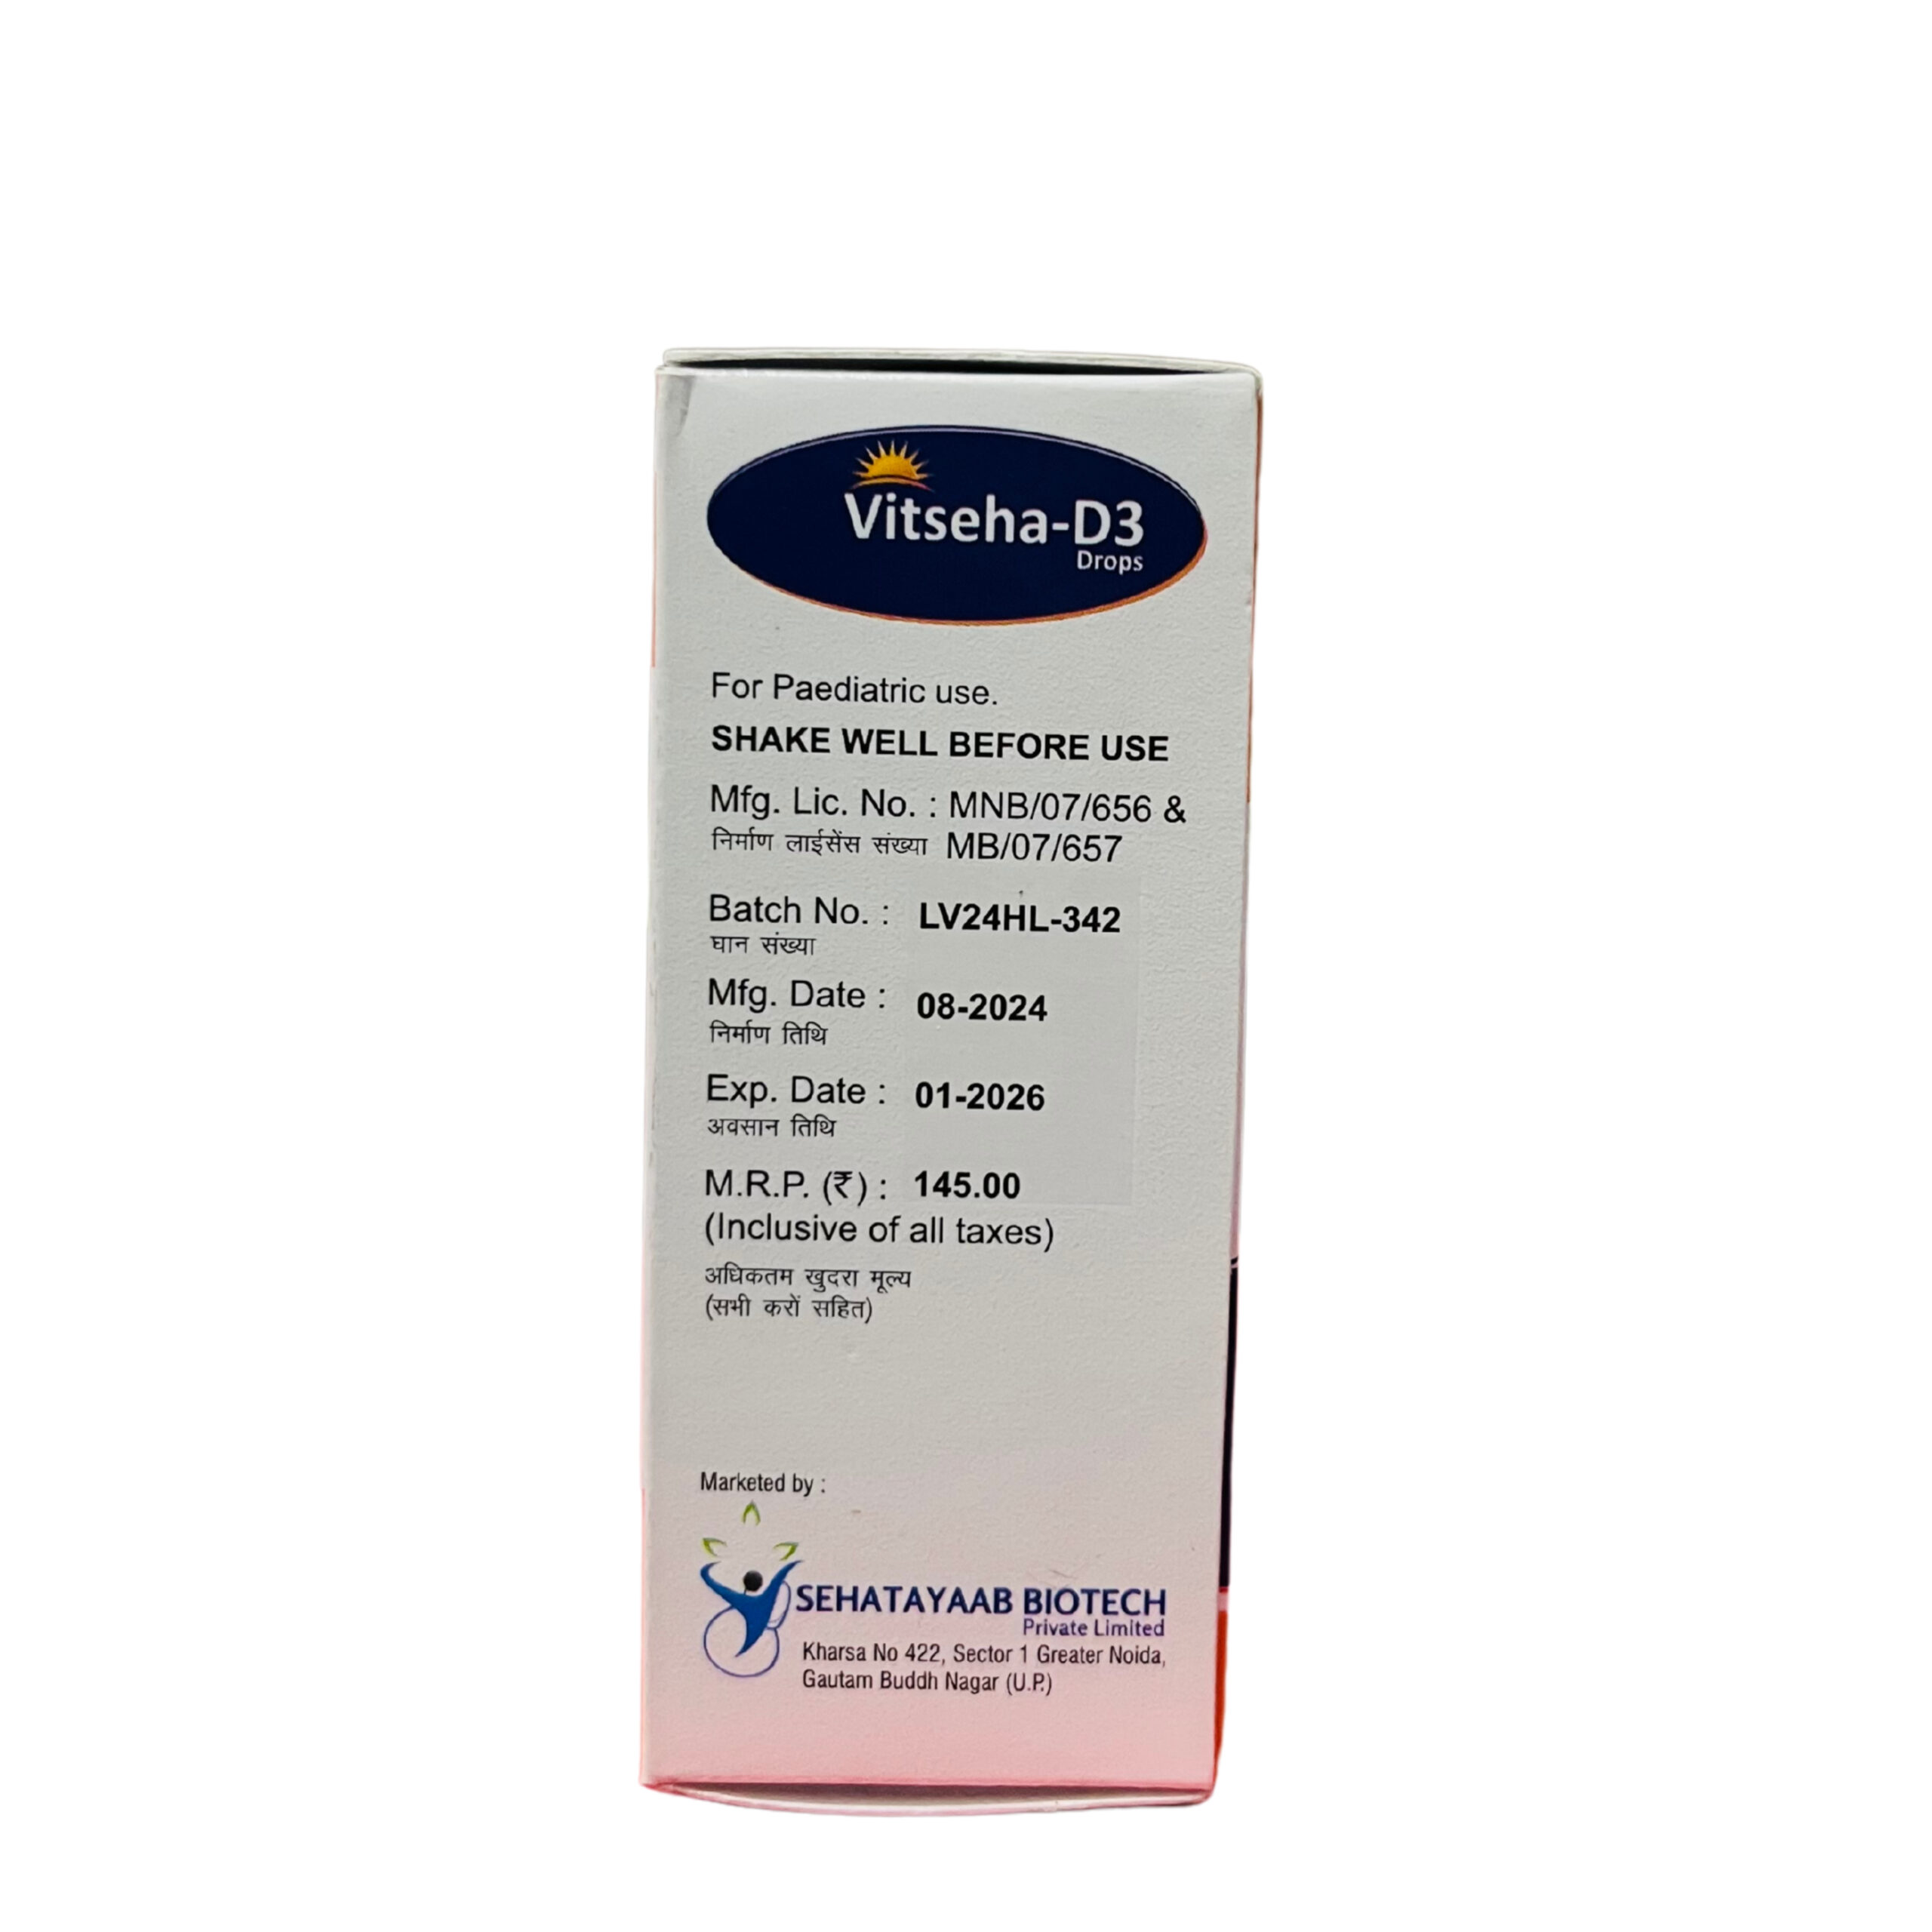 Vitseha-D3
Drops
For Paediatric use.
SHAKE WELL BEFORE USE
Mfg. Lic. No. : MNB/07/656 &
निर्माण लाईसेंस संख्या MB/07/657
Batch No. : LV24HL-342
घान संख्या
Mfg. Date : 08-2024
निर्माण तिथि
Exp. Date : 01-2026
अवसान तिथि
M.R.P. (₹) : 145.00
(Inclusive of all taxes)
अधिकतम खुदरा मूल्य
(सभी करों सहित)
Marketed by :
SEHATAYAAB BIOTECH
Private Limited
Kharsa No 422, Sector 1 Greater Noida,
Gautam Buddh Nagar (U.P.)